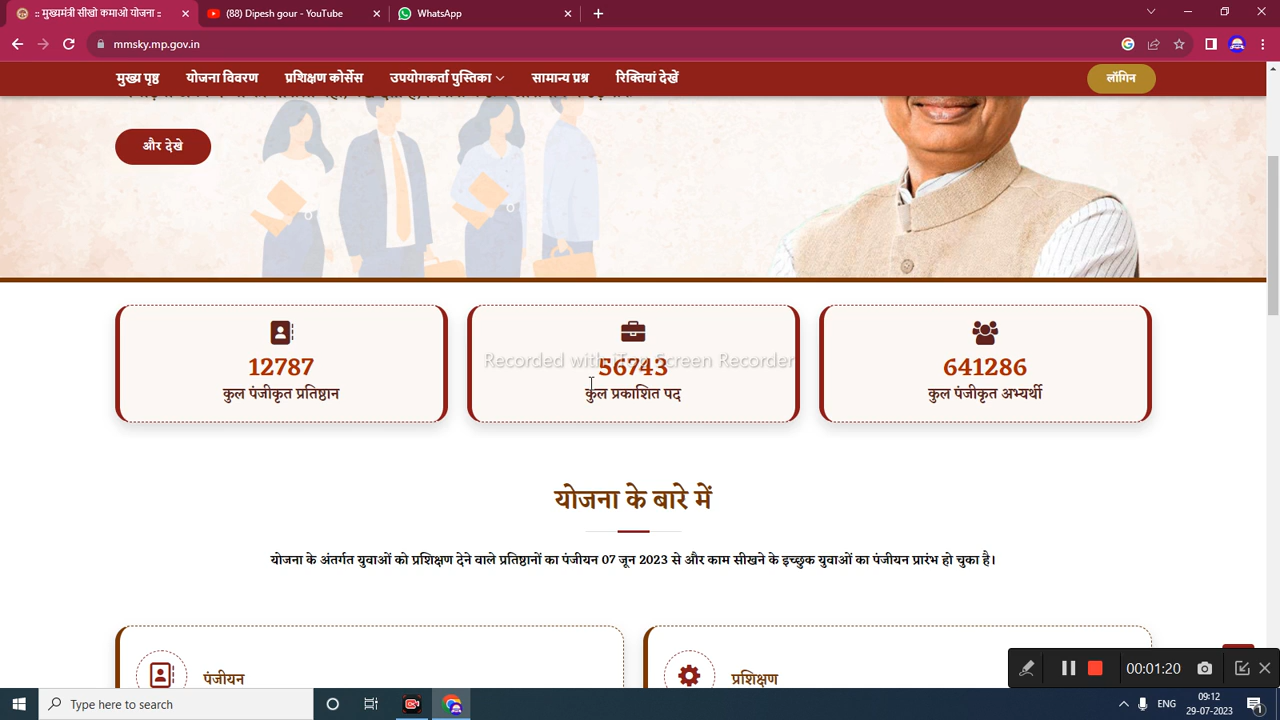 :: मुख्यमंत्री सीखो कमाओ योजना ::
(88) Dipesh gour - YouTube
WhatsApp
mmsky.mp.gov.in
मुख्य पृष्ठ
योजना विवरण
प्रशिक्षण कोर्सेस
उपयोगकर्ता पुस्तिका
सामान्य प्रश्न
रिक्तियां देखें
लॉगिन
और देखे
12787
कुल पंजीकृत प्रतिष्ठान
Recorded with iTop Screen Recorder
56743
कुल प्रकाशित पद
641286
कुल पंजीकृत अभ्यर्थी
योजना के बारे में
योजना के अंतर्गत युवाओं को प्रशिक्षण देने वाले प्रतिष्ठानों का पंजीयन 07 जून 2023 से और काम सीखने के इच्छुक युवाओं का पंजीयन प्रारंभ हो चुका है।
पंजीयन
प्रशिक्षण
00:01:20
Type here to search
ENG
09:12
29-07-2023
1